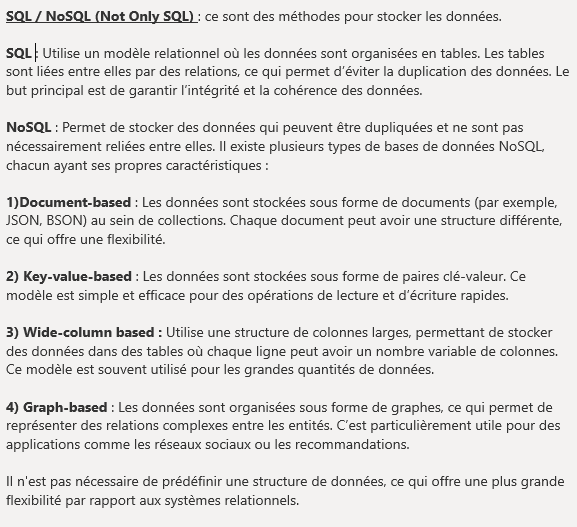 SQL / NoSQL (Not Only SQL) : ce sont des méthodes pour stocker les données.
SQL : Utilise un modèle relationnel où les données sont organisées en tables. Les tables
sont liées entre elles par des relations, ce qui permet d’éviter la duplication des données. Le
but principal est de garantir l’intégrité et la cohérence des données.
NoSQL : Permet de stocker des données qui peuvent être dupliquées et ne sont pas
nécessairement reliées entre elles. Il existe plusieurs types de bases de données NoSQL,
chacun ayant ses propres caractéristiques :
1)Document-based : Les données sont stockées sous forme de documents (par exemple,
JSON, BSON) au sein de collections. Chaque document peut avoir une structure différente,
ce qui offre une flexibilité.
2) Key-value-based : Les données sont stockées sous forme de paires clé-valeur. Ce
modèle est simple et efficace pour des opérations de lecture et d’écriture rapides.
3) Wide-column based : Utilise une structure de colonnes larges, permettant de stocker
des données dans des tables où chaque ligne peut avoir un nombre variable de colonnes.
Ce modèle est souvent utilisé pour les grandes quantités de données.
4) Graph-based : Les données sont organisées sous forme de graphes, ce qui permet de
représenter des relations complexes entre les entités. C’est particulièrement utile pour des
applications comme les réseaux sociaux ou les recommandations.
Il n'est pas nécessaire de prédéfinir une structure de données, ce qui offre une plus grande
flexibilité par rapport aux systèmes relationnels.